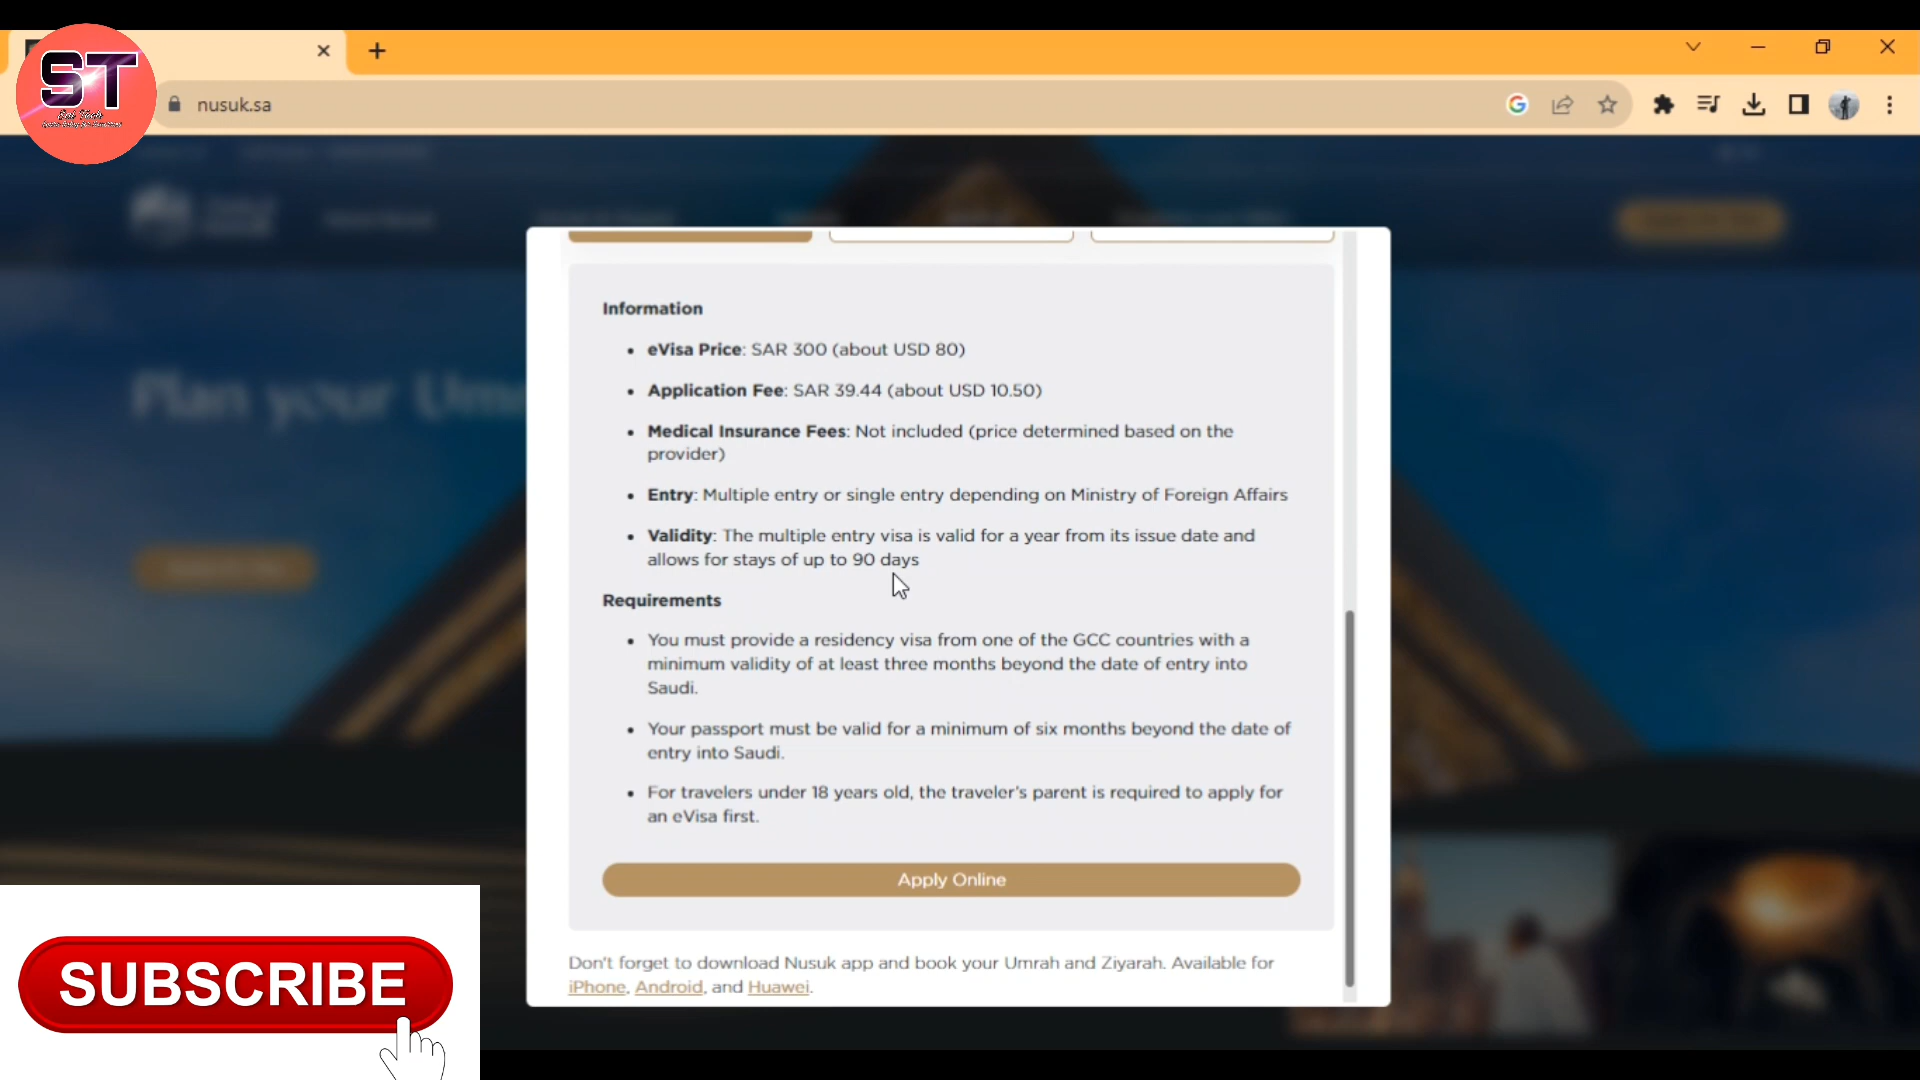 ST
nusuk.sa
Plan your
Information
• eVisa Price: SAR 300 (about USD 80)
• Application Fee: SAR 39.44 (about USD 10.50)
• Medical Insurance Fees: Not included (price determined based on the
provider)
• Entry: Multiple entry or single entry depending on Ministry of Foreign Affairs
• Validity: The multiple entry visa is valid for a year from its issue date and
allows for stays of up to 90 days
Requirements
• You must provide a residency visa from one of the GCC countries with a
minimum validity of at least three months beyond the date of entry into
Saudi.
• Your passport must be valid for a minimum of six months beyond the date of
entry into Saudi.
• For travelers under 18 years old, the traveler's parent is required to apply for
an eVisa first.
Apply Online
Don't forget to download Nusuk app and book your Umrah and Ziyarah. Available for
iPhone, Android, and Huawei.
SUBSCRIBE